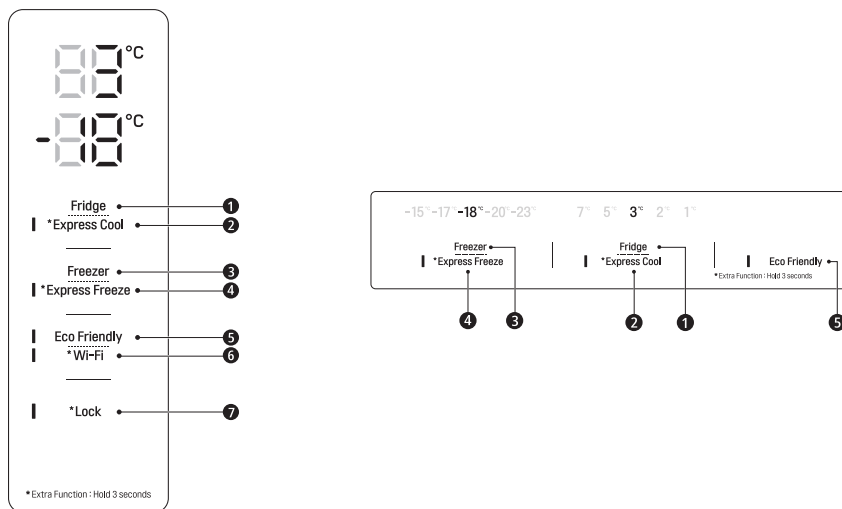 3°C
-18°C
Fridge
*Express Cool
Freezer
*Express Freeze
Eco Friendly
*Wi-Fi
*Lock
*Extra Function : Hold 3 seconds
1
2
3
4
5
6
7
-15°C -17°C -18°C -20°C -23°C 7°C 5°C 3°C 2°C 1°C
Freezer Fridge
*Express Freeze *Express Cool Eco Friendly
*Extra Function : Hold 3 seconds
4 3 2 1 5